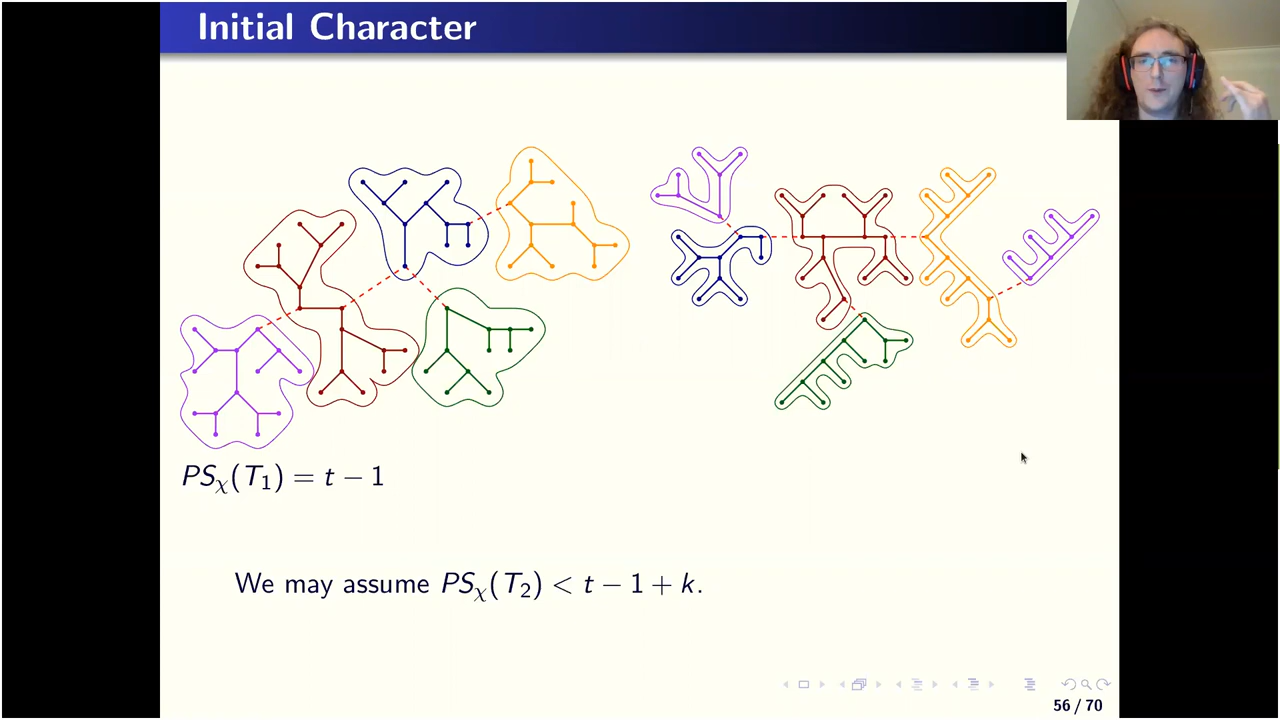 Initial Character
PSχ(T₁) = t − 1
We may assume PSχ(T₂) < t − 1 + k.
56 / 70